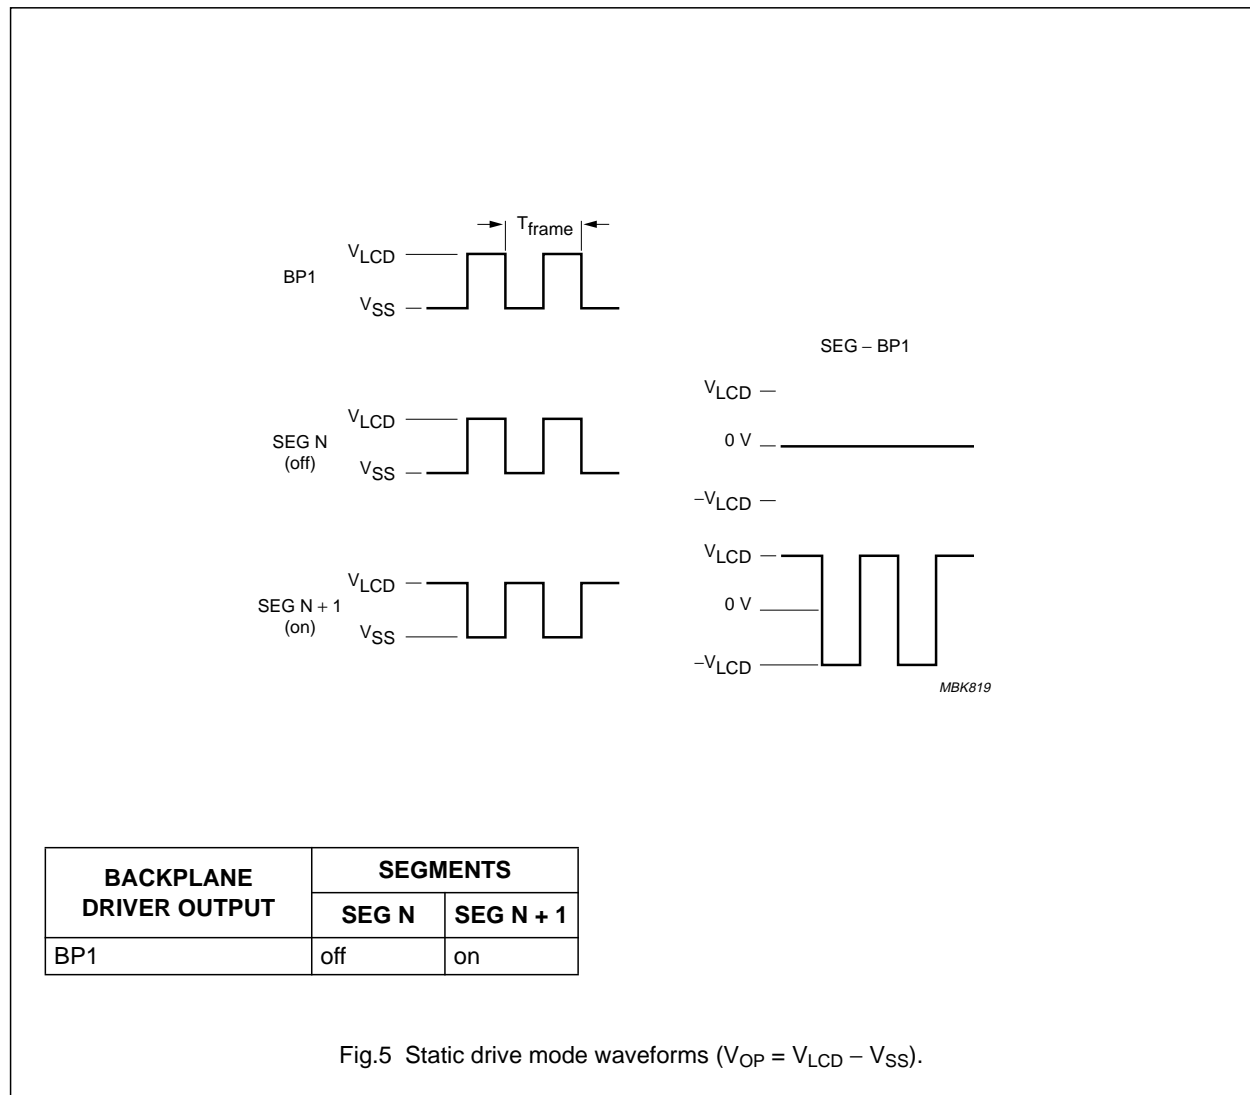 T_frame
V_LCD
BP1
V_SS
SEG – BP1
V_LCD
0 V
–V_LCD
V_LCD
SEG N
(off)
V_SS
V_LCD
SEG N + 1
(on)
V_SS
V_LCD
0 V
–V_LCD
MBK819
BACKPLANE DRIVER OUTPUT
SEGMENTS
SEG N
SEG N + 1
BP1
off
on
Fig.5 Static drive mode waveforms (V_OP = V_LCD – V_SS).